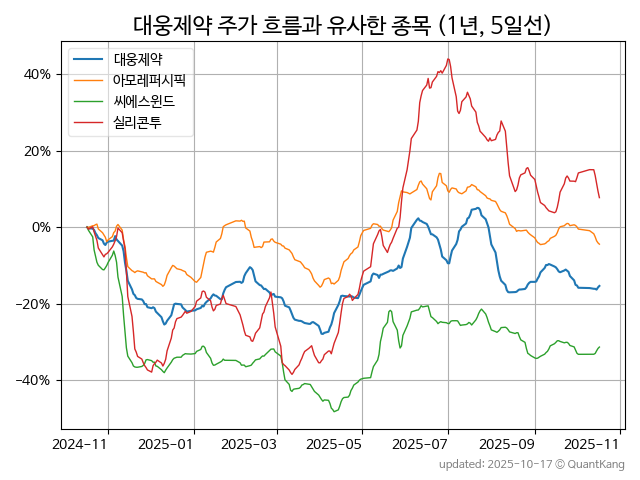 대웅제약 주가 흐름과 유사한 종목 (1년, 5일선)
대웅제약
아모레퍼시픽
씨에스윈드
실리콘투
40%
20%
0%
−20%
−40%
2024-11 2025-01 2025-03 2025-05 2025-07 2025-09 2025-11
updated: 2025-10-17 © QuantKang